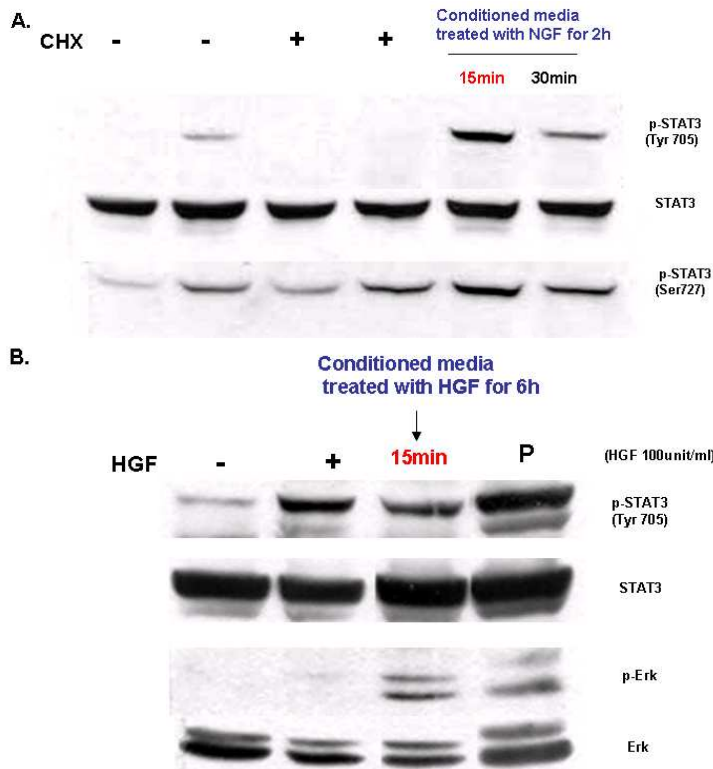 A.
Conditioned media
treated with NGF for 2h
CHX - - + +
15min 30min
p-STAT3
(Tyr 705)
STAT3
p-STAT3
(Ser727)
B.
Conditioned media
treated with HGF for 6h
HGF - + 15min P (HGF 100unit/ml)
p-STAT3
(Tyr 705)
STAT3
p-Erk
Erk